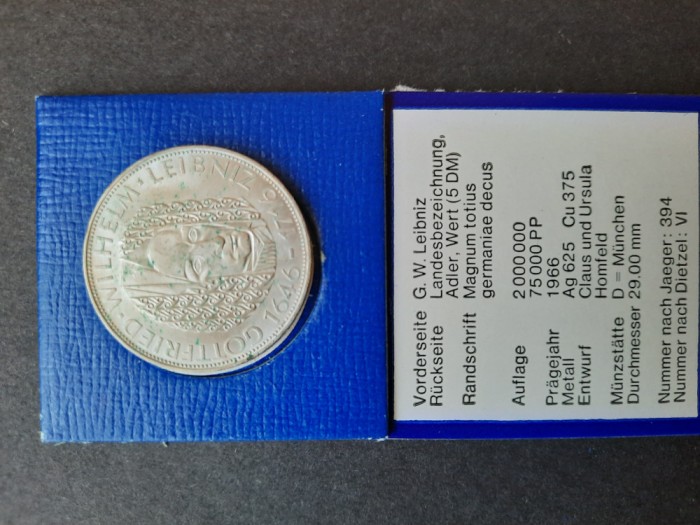 GOTTFRIED · WILHELM · LEIBNIZ 1646-1716
Vorderseite G. W. Leibniz
Rückseite Landesbezeichnung,
Adler, Wert (5 DM)
Randschrift Magnum totius
germaniae decus
Auflage 2000000
75000 PP
Prägejahr 1966
Metall Ag 625 Cu 375
Entwurf Claus und Ursula
Homfeld
Münzstätte D = München
Durchmesser 29.00 mm
Nummer nach Jaeger: 394
Nummer nach Dietzel: VI